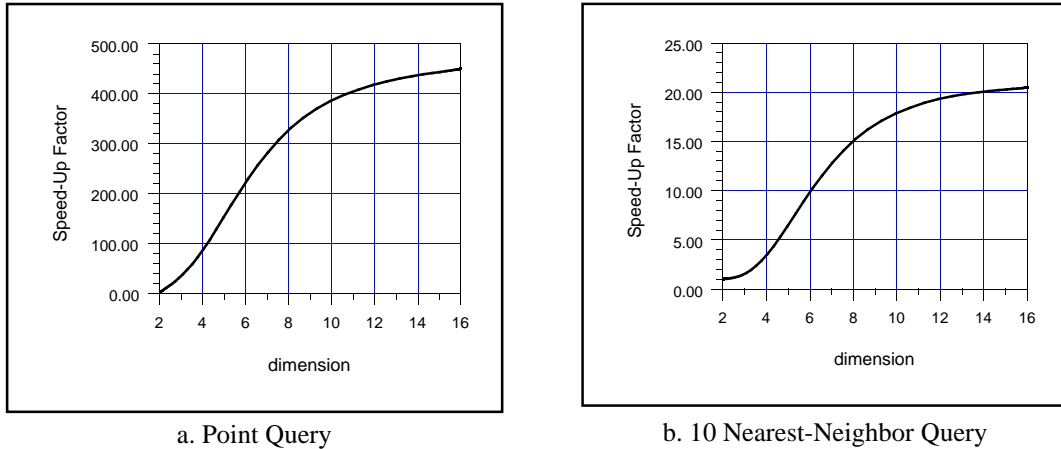 500.00
400.00
300.00
200.00
100.00
0.00
Speed-Up Factor
2 4 6 8 10 12 14 16
dimension
a. Point Query
25.00
20.00
15.00
10.00
5.00
0.00
Speed-Up Factor
2 4 6 8 10 12 14 16
dimension
b. 10 Nearest-Neighbor Query